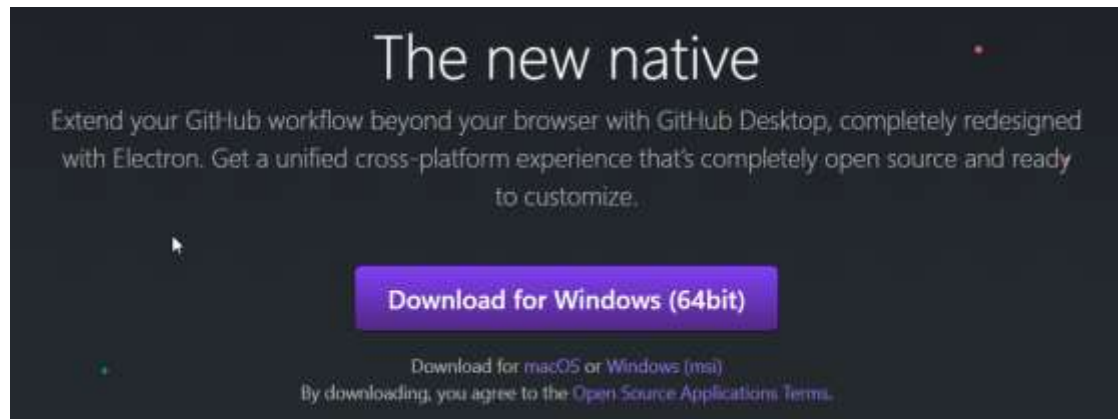 The new native
Extend your GitHub workflow beyond your browser with GitHub Desktop, completely redesigned
with Electron. Get a unified cross-platform experience that's completely open source and ready
to customize.
Download for Windows (64bit)
Download for macOS or Windows (msi)
By downloading, you agree to the Open Source Applications Terms.